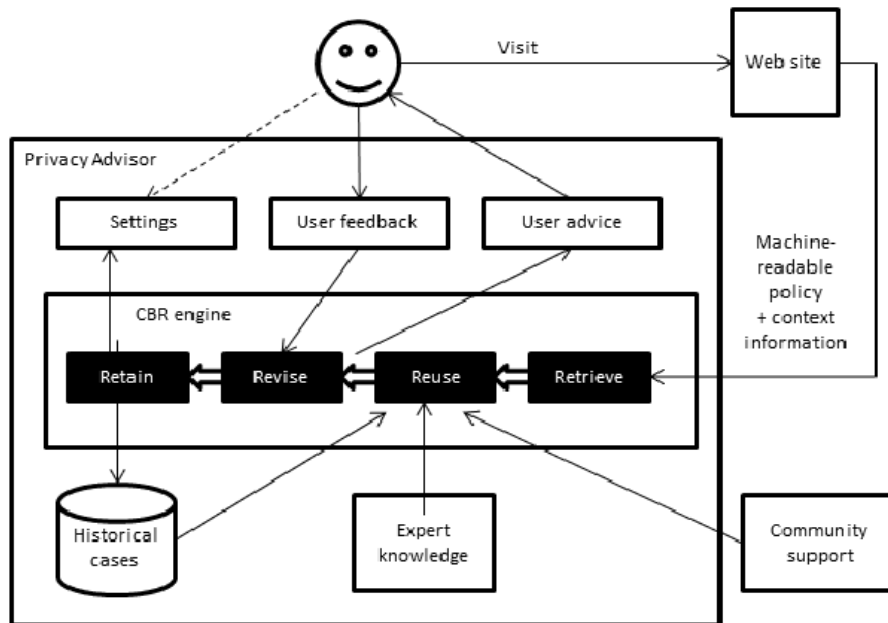 Visit
Web site
Privacy Advisor
Settings
User feedback
User advice
Machine-
readable
policy
+ context
information
CBR engine
Retain
Revise
Reuse
Retrieve
Historical
cases
Expert
knowledge
Community
support